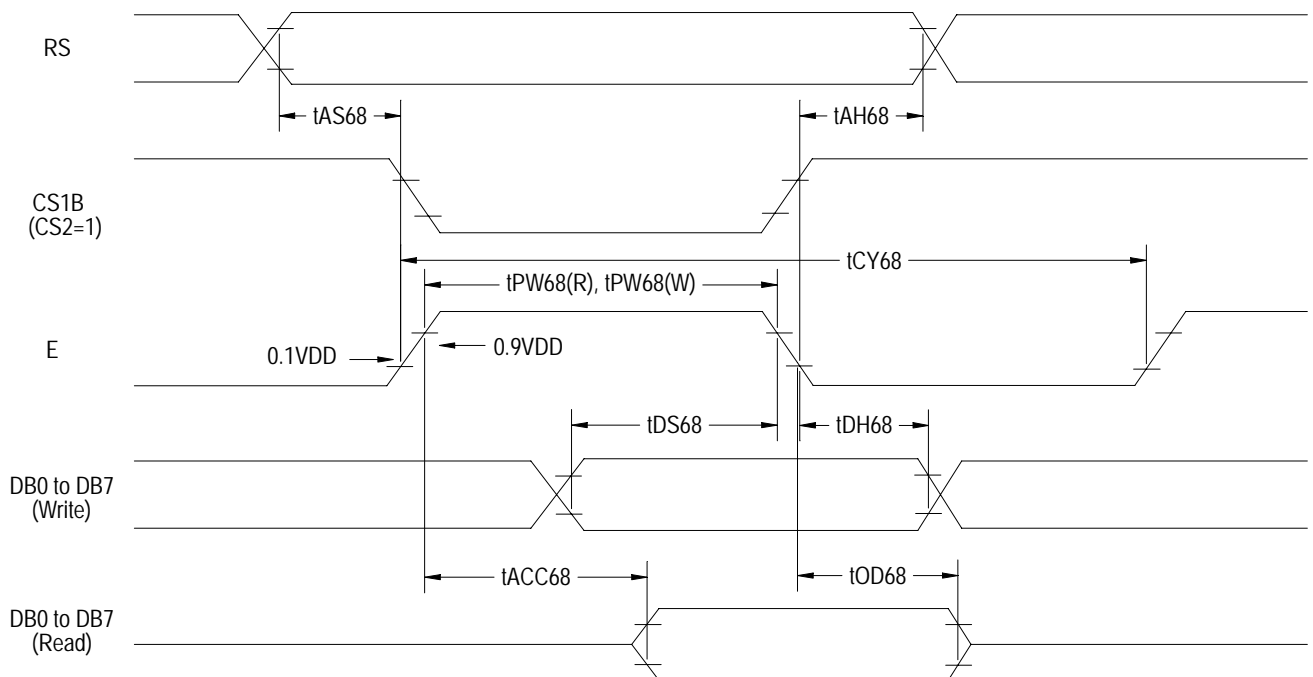 RS
tAS68
tAH68
CS1B
(CS2=1)
tCY68
tPW68(R), tPW68(W)
E
0.1VDD
0.9VDD
tDS68
tDH68
DB0 to DB7
(Write)
tACC68
tOD68
DB0 to DB7
(Read)